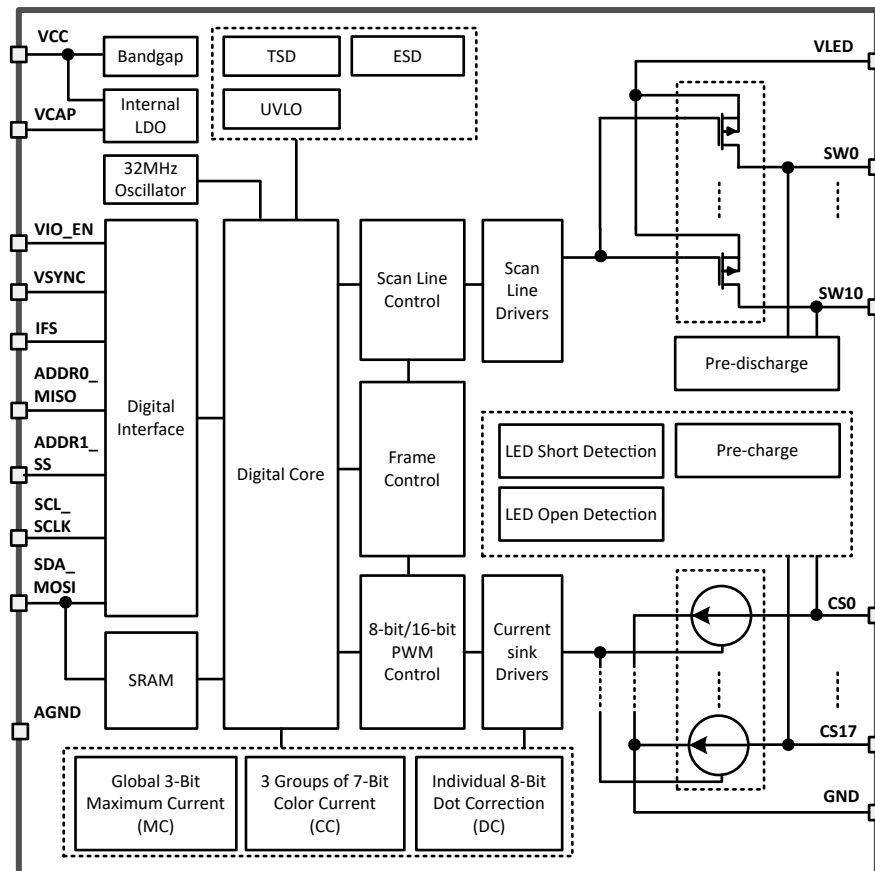 VCC
Bandgap
VCAP
Internal
LDO
TSD
ESD
UVLO
VLED
SW0
32MHz
Oscillator
VIO_EN
VSYNC
IFS
ADDR0_
MISO
ADDR1_
SS
SCL_
SCLK
SDA_
MOSI
AGND
Digital
Interface
SRAM
Digital Core
Scan Line
Control
Scan
Line
Drivers
SW10
Pre-discharge
Frame
Control
LED Short Detection
Pre-charge
LED Open Detection
8-bit/16-bit
PWM
Control
Current
sink
Drivers
CS0
CS17
GND
Global 3-Bit
Maximum Current
(MC)
3 Groups of 7-Bit
Color Current
(CC)
Individual 8-Bit
Dot Correction
(DC)